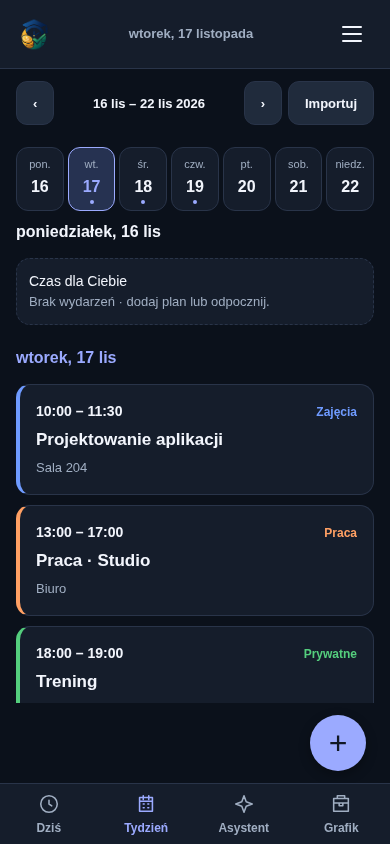 wtorek, 17 listopada
‹ 16 lis – 22 lis 2026 › Importuj
pon. wt. śr. czw. pt. sob. niedz.
16 17 18 19 20 21 22
poniedziałek, 16 lis
Czas dla Ciebie
Brak wydarzeń · dodaj plan lub odpocznij.
wtorek, 17 lis
10:00 – 11:30 Zajęcia
Projektowanie aplikacji
Sala 204
13:00 – 17:00 Praca
Praca · Studio
Biuro
18:00 – 19:00 Prywatne
Trening
+
Dziś Tydzień Asystent Grafik